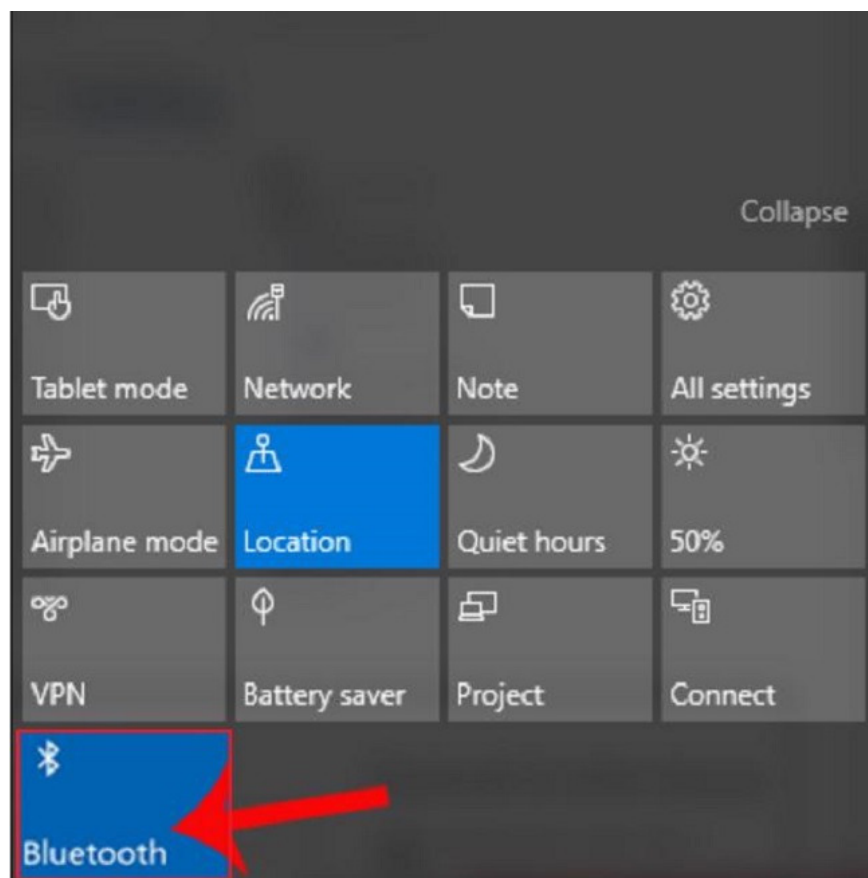 Collapse
Tablet mode
Network
Note
All settings
Airplane mode
Location
Quiet hours
50%
VPN
Battery saver
Project
Connect
Bluetooth